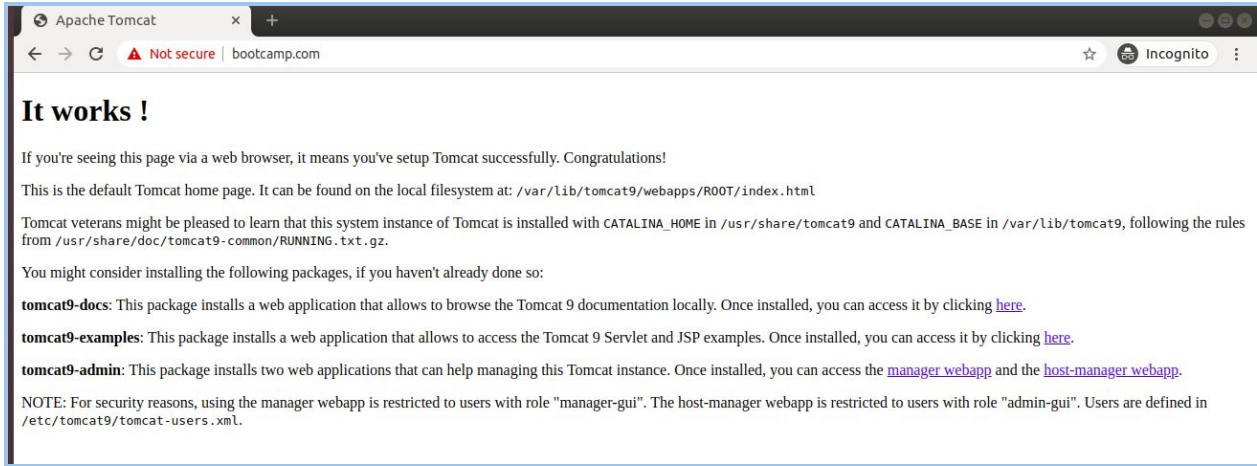 Apache Tomcat
Not secure | bootcamp.com
Incognito
It works !
If you're seeing this page via a web browser, it means you've setup Tomcat successfully. Congratulations!
This is the default Tomcat home page. It can be found on the local filesystem at: /var/lib/tomcat9/webapps/ROOT/index.html
Tomcat veterans might be pleased to learn that this system instance of Tomcat is installed with CATALINA_HOME in /usr/share/tomcat9 and CATALINA_BASE in /var/lib/tomcat9, following the rules
from /usr/share/doc/tomcat9-common/RUNNING.txt.gz.
You might consider installing the following packages, if you haven't already done so:
tomcat9-docs: This package installs a web application that allows to browse the Tomcat 9 documentation locally. Once installed, you can access it by clicking here.
tomcat9-examples: This package installs a web application that allows to access the Tomcat 9 Servlet and JSP examples. Once installed, you can access it by clicking here.
tomcat9-admin: This package installs two web applications that can help managing this Tomcat instance. Once installed, you can access the manager webapp and the host-manager webapp.
NOTE: For security reasons, using the manager webapp is restricted to users with role "manager-gui". The host-manager webapp is restricted to users with role "admin-gui". Users are defined in
/etc/tomcat9/tomcat-users.xml.